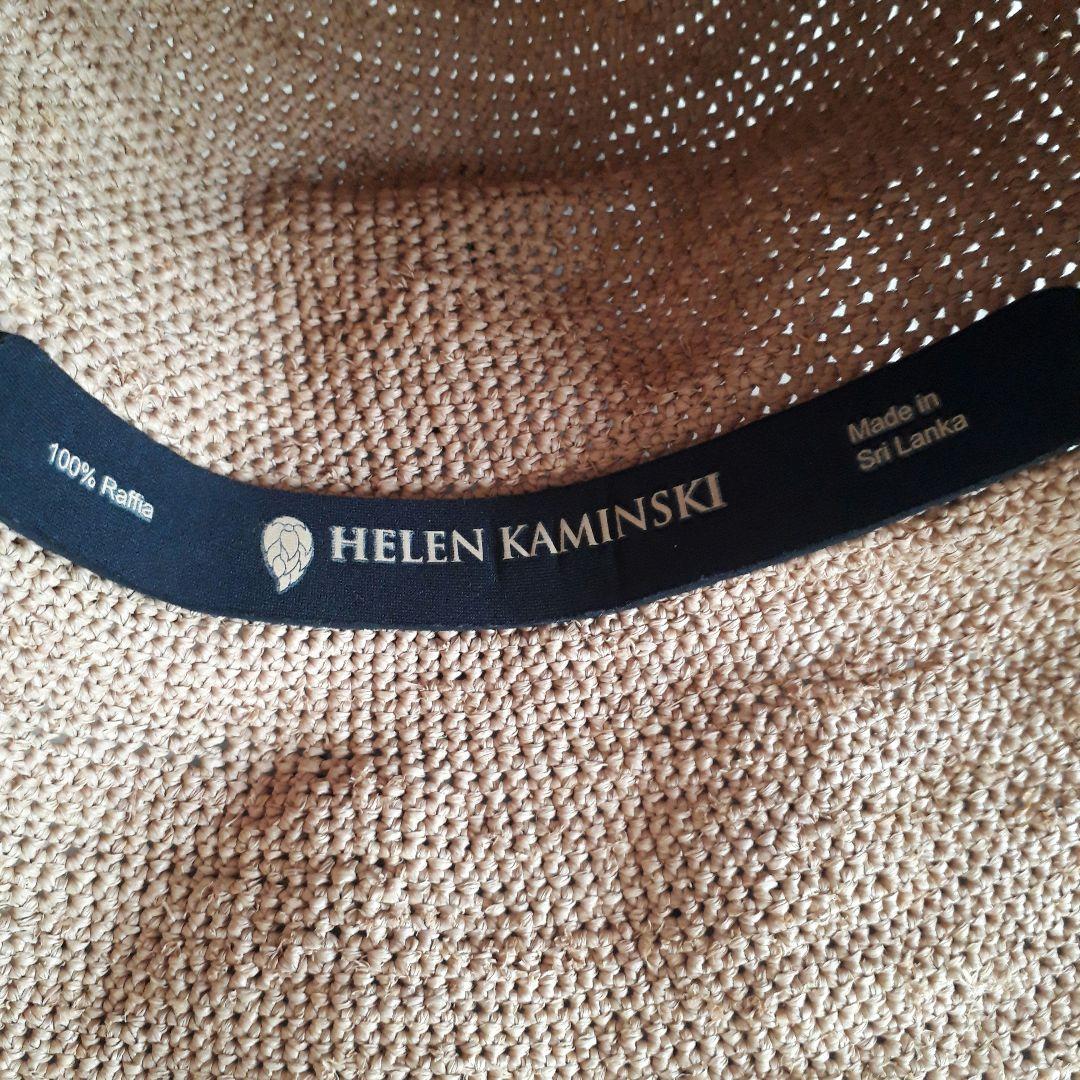 100% Raffia
HELEN KAMINSKI
Made in
Sri Lanka